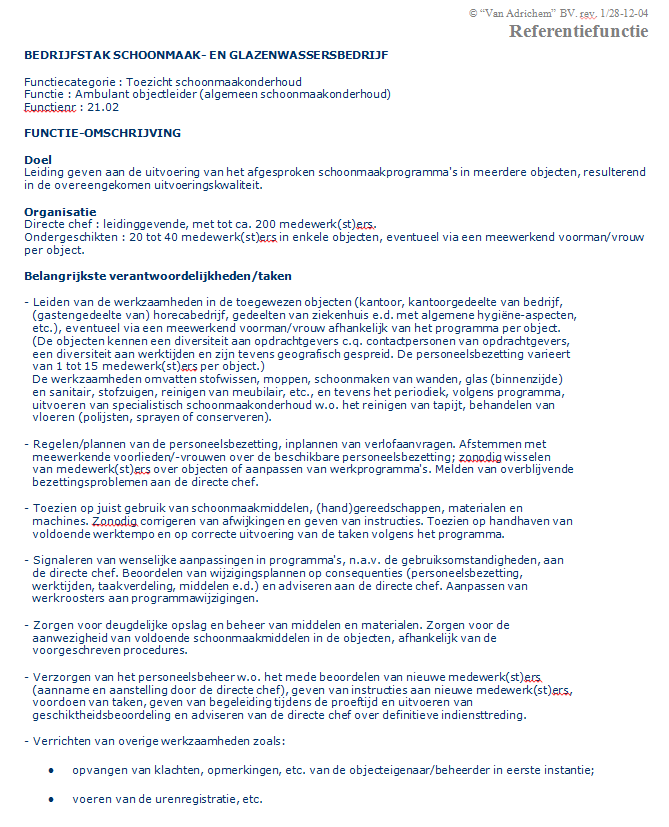 © “Van Adrichem” BV. rev. 1/28-12-04
Referentiefunctie
BEDRIJFSTAK SCHOONMAAK- EN GLAZENWASSERSBEDRIJF
Functiecategorie : Toezicht schoonmaakonderhoud
Functie : Ambulant objectleider (algemeen schoonmaakonderhoud)
Functienr : 21.02
FUNCTIE-OMSCHRIJVING
Doel
Leiding geven aan de uitvoering van het afgesproken schoonmaakprogramma's in meerdere objecten, resulterend
in de overeengekomen uitvoeringskwaliteit.
Organisatie
Directe chef : leidinggevende, met tot ca. 200 medewerk(st)ers.
Ondergeschikten : 20 tot 40 medewerk(st)ers in enkele objecten, eventueel via een meewerkend voorman/vrouw
per object.
Belangrijkste verantwoordelijkheden/taken
- Leiden van de werkzaamheden in de toegewezen objecten (kantoor, kantoorgedeelte van bedrijf,
(gastengedeelte van) horecabedrijf, gedeelten van ziekenhuis e.d. met algemene hygiëne-aspecten,
etc.), eventueel via een meewerkend voorman/vrouw afhankelijk van het programma per object.
(De objecten kennen een diversiteit aan opdrachtgevers c.q. contactpersonen van opdrachtgevers,
een diversiteit aan werktijden en zijn tevens geografisch gespreid. De personeelsbezetting varieert
van 1 tot 15 medewerk(st)ers per object.)
De werkzaamheden omvatten stofwissen, moppen, schoonmaken van wanden, glas (binnenzijde)
en sanitair, stofzuigen, reinigen van meubilair, etc., en tevens het periodiek, volgens programma,
uitvoeren van specialistisch schoonmaakonderhoud w.o. het reinigen van tapijt, behandelen van
vloeren (polijsten, sprayen of conserveren).
- Regelen/plannen van de personeelsbezetting, inplannen van verlofaanvragen. Afstemmen met
meewerkende voorlieden/-vrouwen over de beschikbare personeelsbezetting; zonodig wisselen
van medewerk(st)ers over objecten of aanpassen van werkprogramma's. Melden van overblijvende
bezettingsproblemen aan de directe chef.
- Toezien op juist gebruik van schoonmaakmiddelen, (hand)gereedschappen, materialen en
machines. Zonodig corrigeren van afwijkingen en geven van instructies. Toezien op handhaven van
voldoende werktempo en op correcte uitvoering van de taken volgens het programma.
- Signaleren van wenselijke aanpassingen in programma's, n.a.v. de gebruiksomstandigheden, aan
de directe chef. Beoordelen van wijzigingsplannen op consequenties (personeelsbezetting,
werktijden, taakverdeling, middelen e.d.) en adviseren aan de directe chef. Aanpassen van
werkroosters aan programmawijzigingen.
- Zorgen voor deugdelijke opslag en beheer van middelen en materialen. Zorgen voor de
aanwezigheid van voldoende schoonmaakmiddelen in de objecten, afhankelijk van de
voorgeschreven procedures.
- Verzorgen van het personeelsbeheer w.o. het mede beoordelen van nieuwe medewerk(st)ers
(aanname en aanstelling door de directe chef), geven van instructies aan nieuwe medewerk(st)ers,
voordoen van taken, geven van begeleiding tijdens de proeftijd en uitvoeren van
geschiktheidsbeoordeling en adviseren van de directe chef over definitieve indiensttreding.
- Verrichten van overige werkzaamheden zoals:
• opvangen van klachten, opmerkingen, etc. van de objecteigenaar/beheerder in eerste instantie;
• voeren van de urenregistratie, etc.